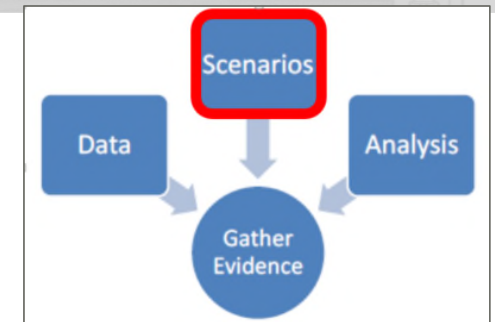 Scenarios
Data
Analysis
Gather
Evidence